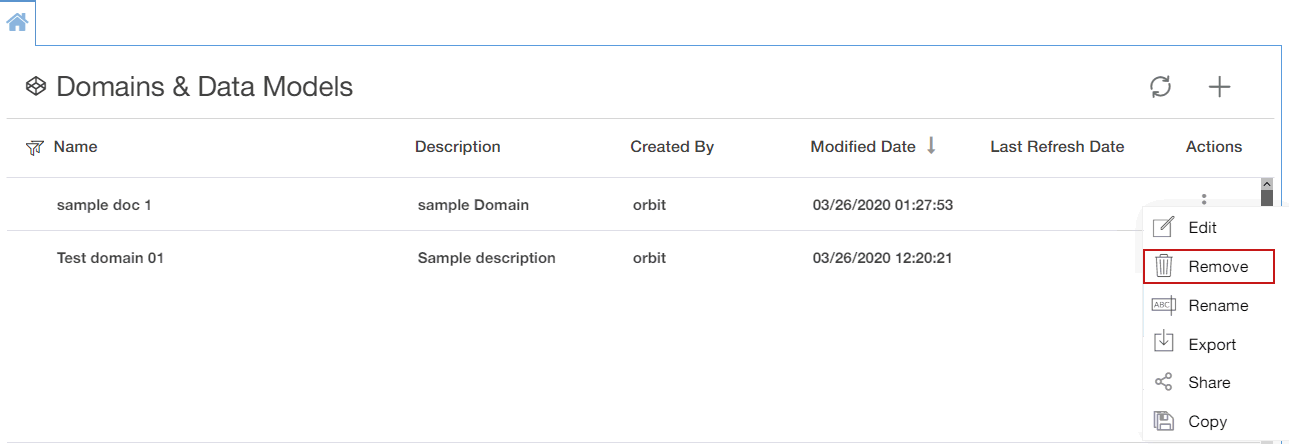 Domains & Data Models
Name Description Created By Modified Date Last Refresh Date Actions
sample doc 1 sample Domain orbit 03/26/2020 01:27:53
Test domain 01 Sample description orbit 03/26/2020 12:20:21
Edit
Remove
ABC Rename
Export
Share
Copy